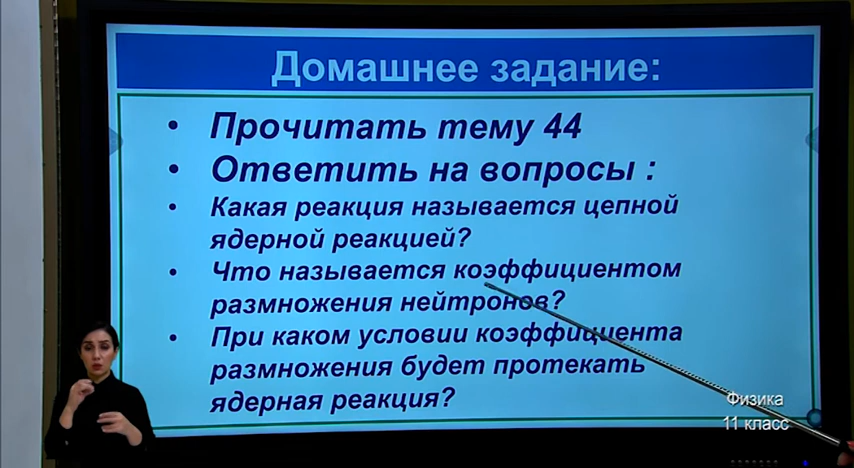 Домашнее задание:
• Прочитать тему 44
• Ответить на вопросы :
• Какая реакция называется цепной
ядерной реакцией?
• Что называется коэффициентом
размножения нейтронов?
• При каком условии коэффициента
размножения будет протекать
ядерная реакция?
Физика
11 класс